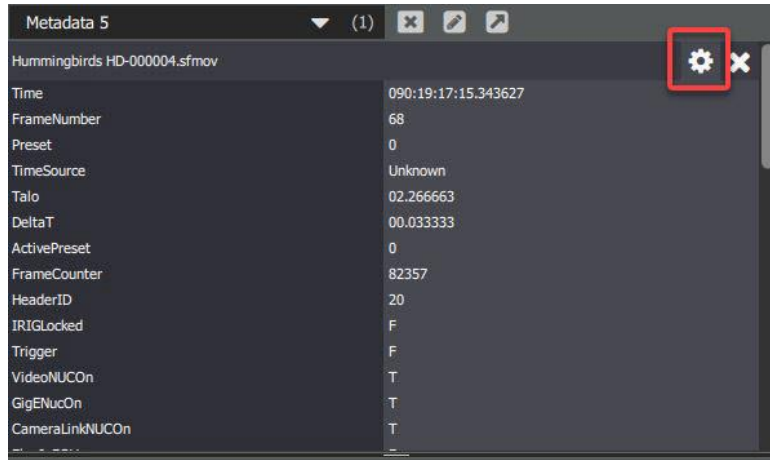 Metadata 5 (1)
Hummingbirds HD-000004.sfmov
Time 090:19:17:15.343627
FrameNumber 68
Preset 0
TimeSource Unknown
Talo 02.266663
DeltaT 00.033333
ActivePreset 0
FrameCounter 82357
HeaderID 20
IRIGLocked F
Trigger F
VideoNUCOn T
GigENucOn T
CameraLinkNUCOn T